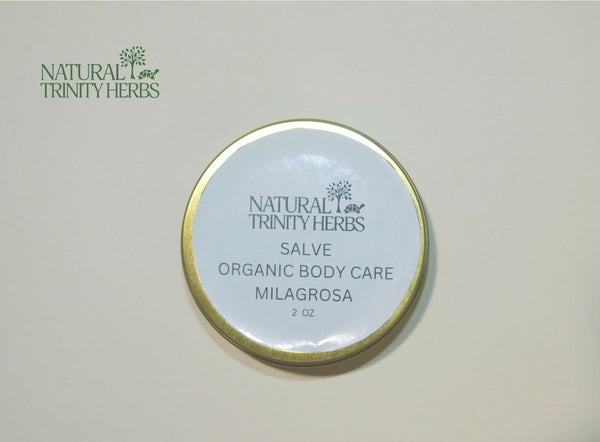 NATURAL
TRINITY HERBS
NATURAL
TRINITY HERBS
SALVE
ORGANIC BODY CARE
MILAGROSA
2 OZ